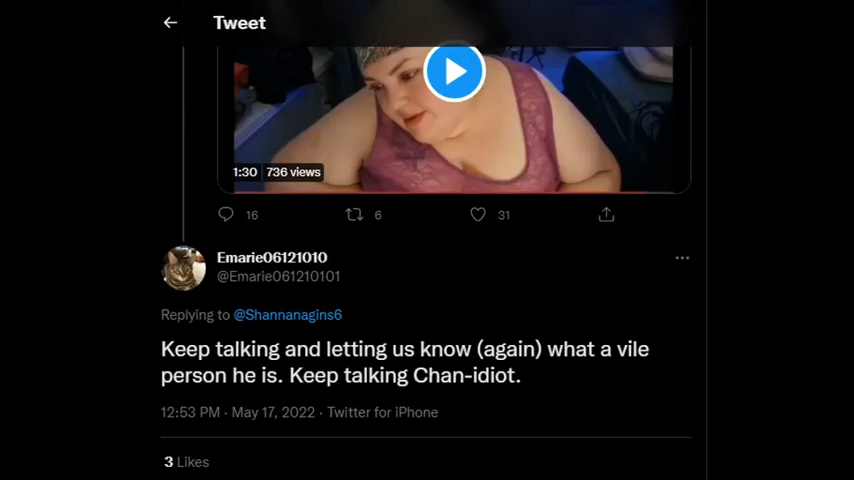 Tweet
1:30 736 views
16 6 31
Emarie06121010
@Emarie061210101
Replying to @Shannanagins6
Keep talking and letting us know (again) what a vile
person he is. Keep talking Chan-idiot.
12:53 PM · May 17, 2022 · Twitter for iPhone
3 Likes